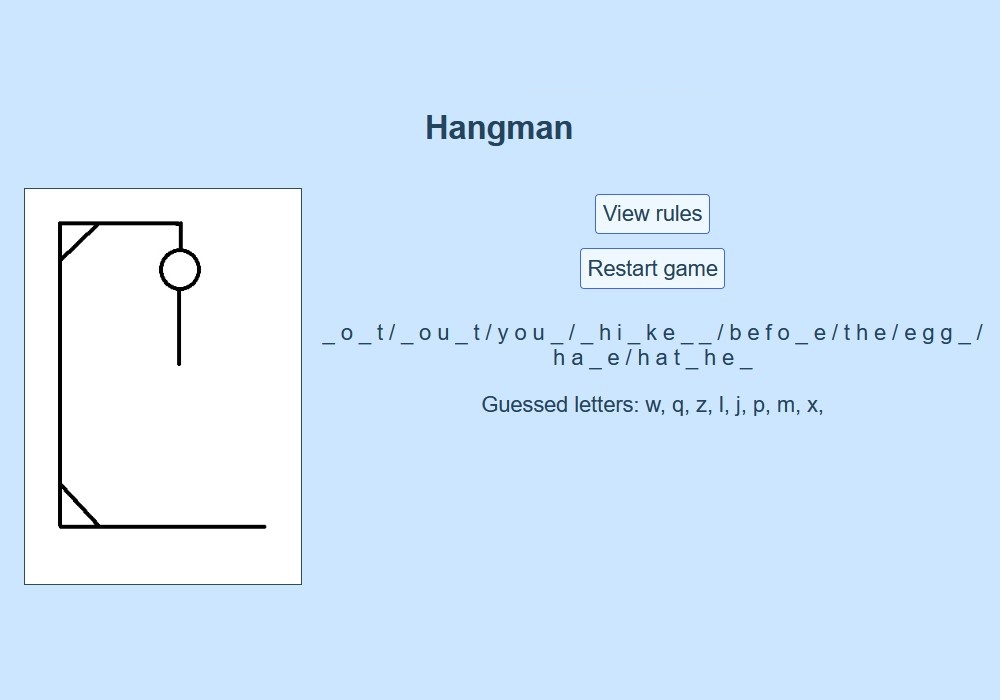 Hangman
View rules
Restart game
_ o _ t / _ o u _ t / y o u _ / _ h i _ k e _ _ / b e f o _ e / t h e / e g g _ /
h a _ e / h a t _ h e _
Guessed letters: w, q, z, l, j, p, m, x,